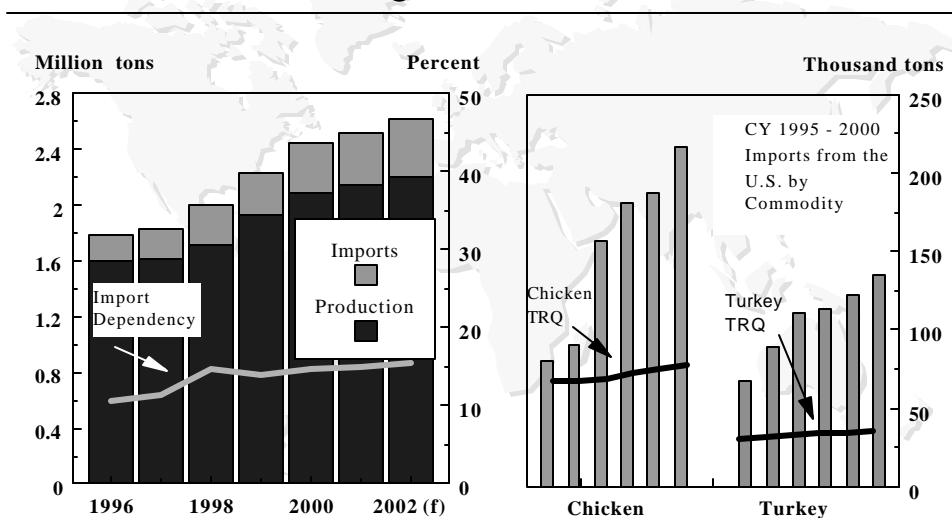 Million tons
Percent
2.8
2.4
2
1.6
1.2
0.8
0.4
0
50
40
30
20
10
0
Imports
Production
Import
Dependency
1996
1998
2000
2002 (f)
Thousand tons
250
200
150
100
50
0
CY 1995 - 2000
Imports from the
U.S. by
Commodity
Chicken
TRQ
Turkey
TRQ
Chicken
Turkey